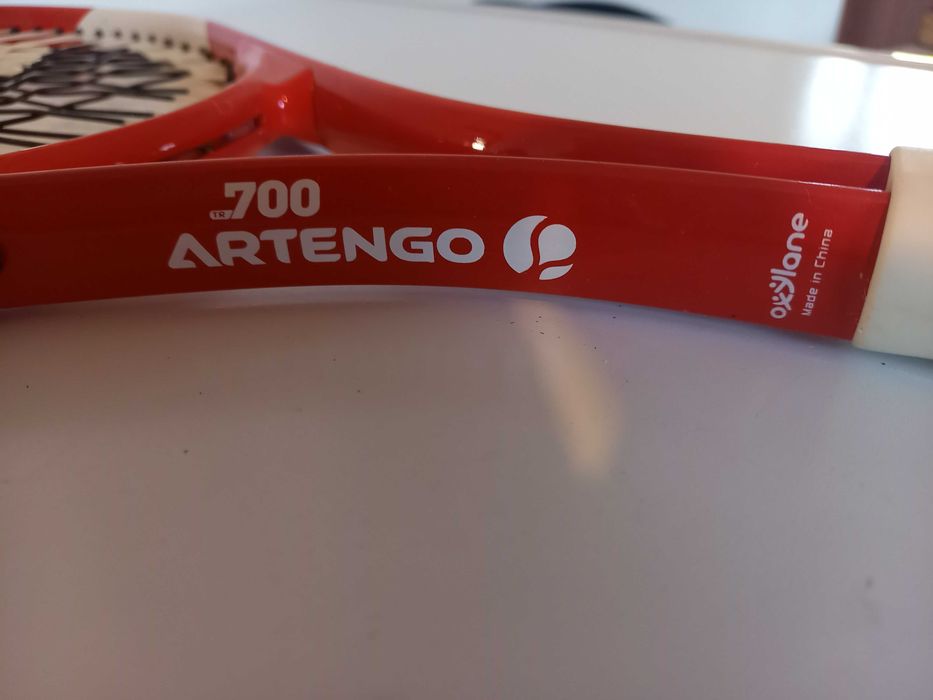 TR 700
ARTENGO
oxylane
Made in China